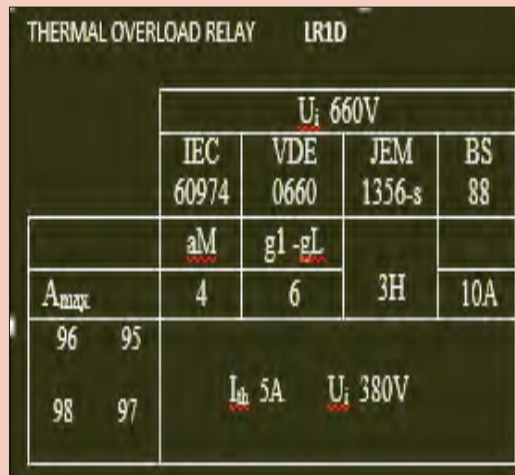 THERMAL OVERLOAD RELAY LR1D
Ui 660V
IEC VDE JEM BS
60974 0660 1356-s 88
aM g1 -gL
Amax 4 6 3H 10A
96 95
Ith 5A Ui 380V
98 97